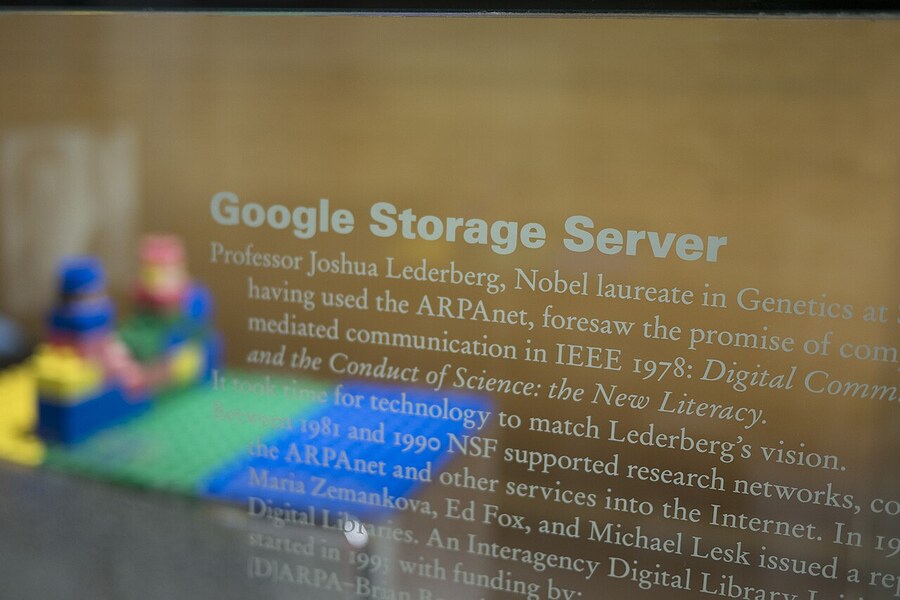 Google Storage Server
Professor Joshua Lederberg, Nobel laureate in Genetics at
having used the ARPAnet, foresaw the promise of com
mediated communication in IEEE 1978: Digital Comm
and the Conduct of Science: the New Literacy.
It took time for technology to match Lederberg's vision.
Between 1981 and 1990 NSF supported research networks, co
the ARPAnet and other services into the Internet. In 19
Maria Zemankova, Ed Fox, and Michael Lesk issued a rep
Digital Libraries. An Interagency Digital Library
started in 1993 with funding by:
[D]ARPA-Brian